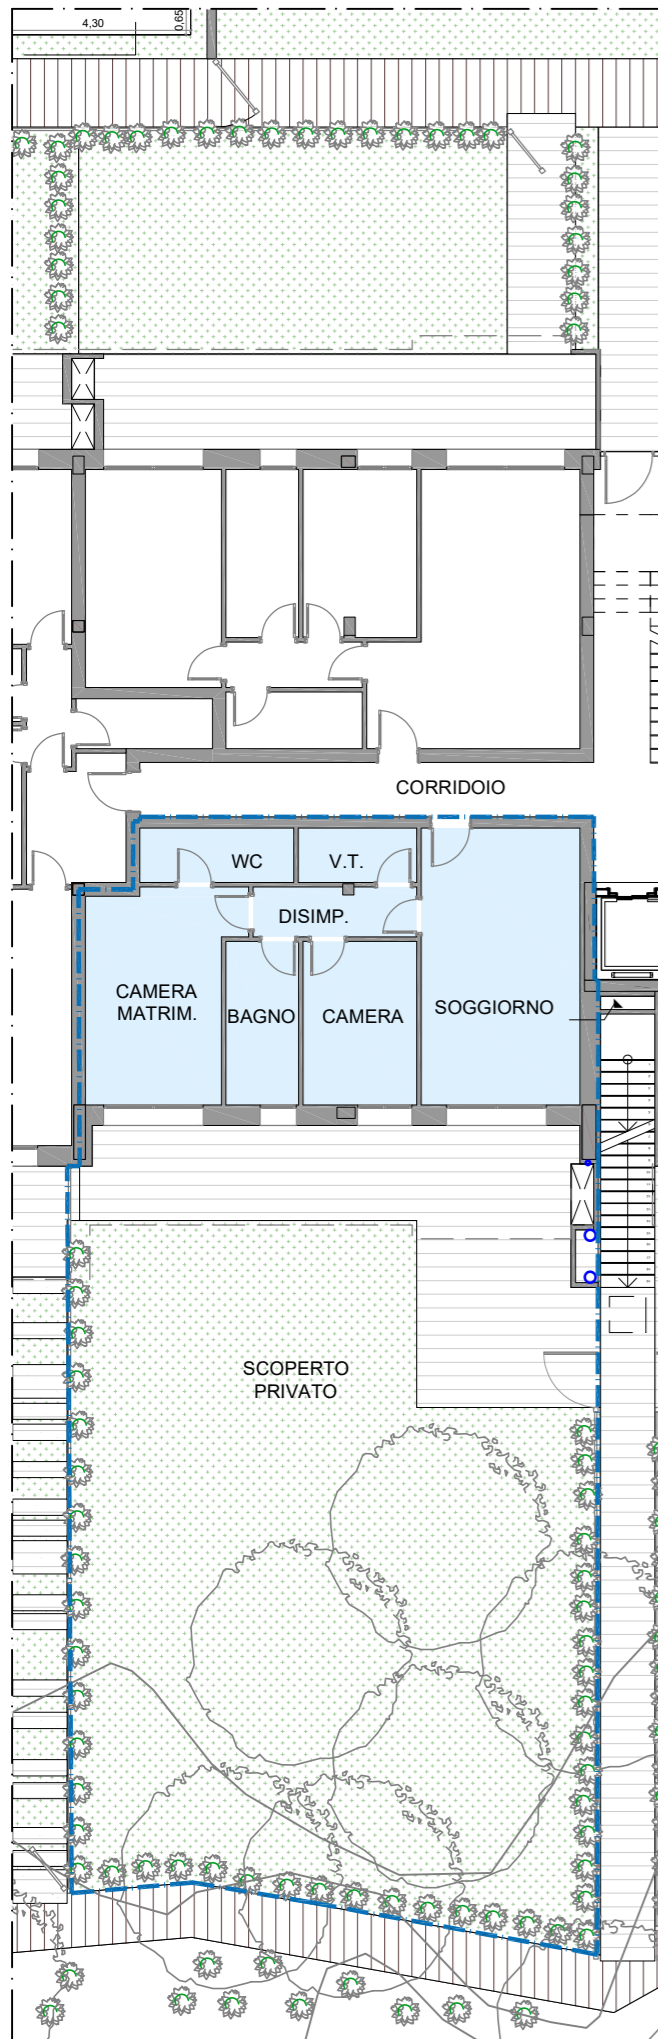 4,30
0,65
CORRIDOIO
WC
V.T.
DISIMP.
CAMERA
MATRIM.
BAGNO
CAMERA
SOGGIORNO
SCOPERTO
PRIVATO